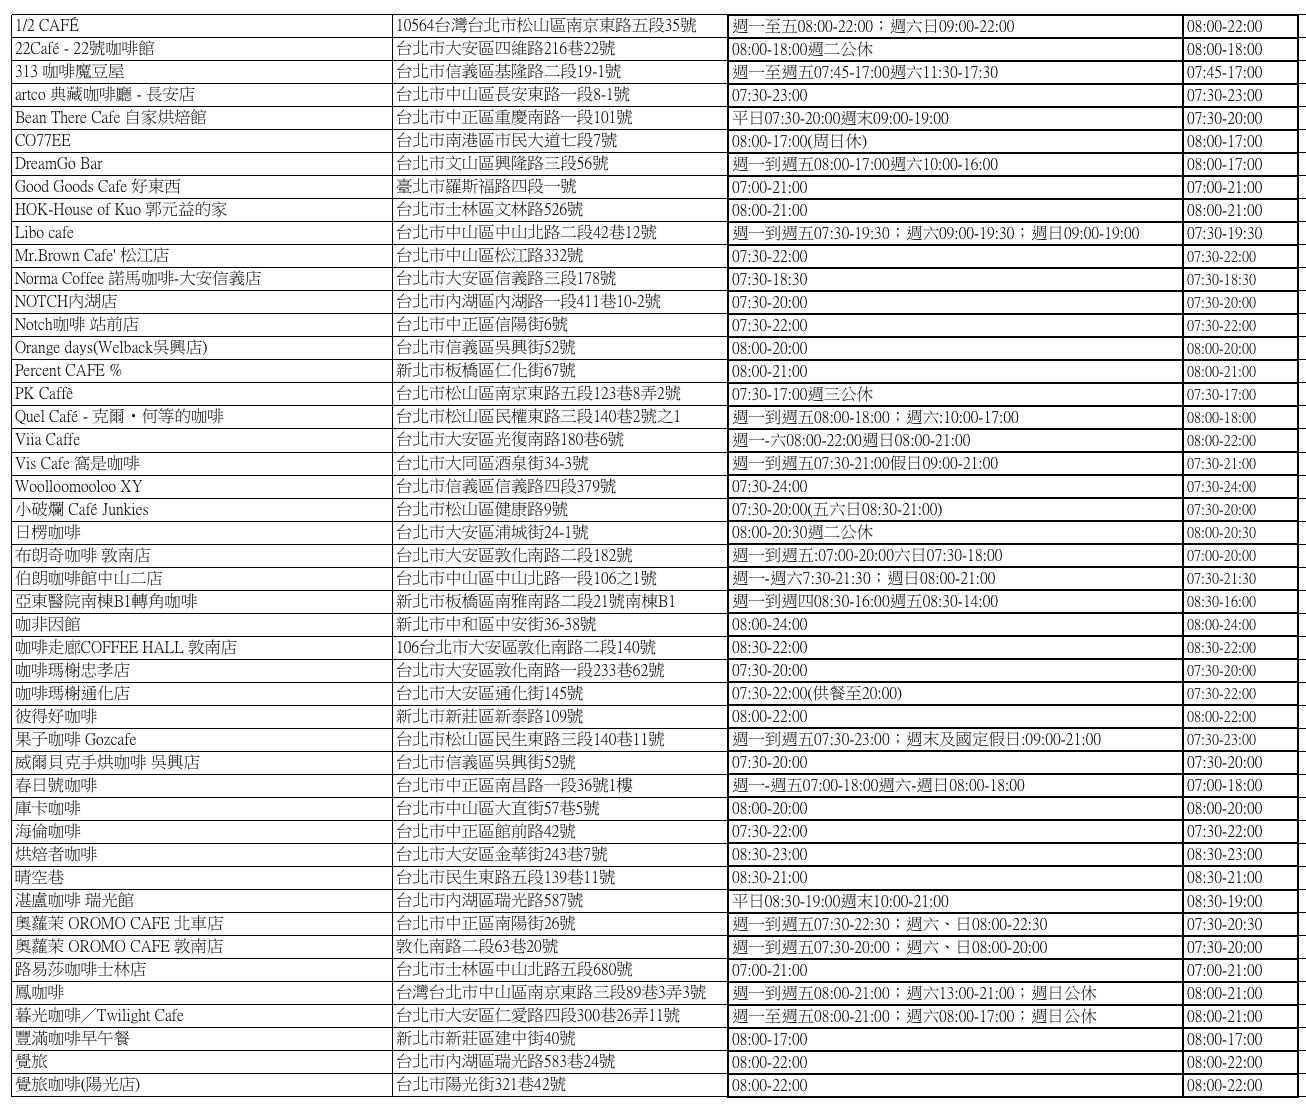 1/2 CAFÉ 10564台灣台北市松山區南京東路五段35號 週一至五08:00-22:00；週六日09:00-22:00 08:00-22:00
22Café - 22號咖啡館 台北市大安區四維路216巷22號 08:00-18:00週二公休 08:00-18:00
313 咖啡魔豆屋 台北市信義區基隆路二段19-1號 週一至週五07:45-17:00週六11:30-17:30 07:45-17:00
artco 典藏咖啡廳 - 長安店 台北市中山區長安東路一段8-1號 07:30-23:00 07:30-23:00
Bean There Cafe 自家烘焙館 台北市中正區重慶南路一段101號 平日07:30-20:00週末09:00-19:00 07:30-20:00
CO77EE 台北市南港區市民大道七段7號 08:00-17:00(周日休) 08:00-17:00
DreamGo Bar 台北市文山區興隆路三段56號 週一到週五08:00-17:00週六10:00-16:00 08:00-17:00
Good Goods Cafe 好東西 臺北市羅斯福路四段一號 07:00-21:00 07:00-21:00
HOK-House of Kuo 郭元益的家 台北市士林區文林路526號 08:00-21:00 08:00-21:00
Libo cafe 台北市中山區中山北路二段42巷12號 週一到週五07:30-19:30；週六09:00-19:30；週日09:00-19:00 07:30-19:30
Mr.Brown Cafe' 松江店 台北市中山區松江路332號 07:30-22:00 07:30-22:00
Norma Coffee 諾馬咖啡-大安信義店 台北市大安區信義路三段178號 07:30-18:30 07:30-18:30
NOTCH內湖店 台北市內湖區內湖路一段411巷10-2號 07:30-20:00 07:30-20:00
Notch咖啡 站前店 台北市中正區信陽街6號 07:30-22:00 07:30-22:00
Orange days(Welback吳興店) 台北市信義區吳興街52號 08:00-20:00 08:00-20:00
Percent CAFE % 新北市板橋區仁化街67號 08:00-21:00 08:00-21:00
PK Caffè 台北市松山區南京東路五段123巷8弄2號 07:30-17:00週三公休 07:30-17:00
Quel Café - 克爾・何等的咖啡 台北市松山區民權東路三段140巷2號之1 週一到週五08:00-18:00；週六:10:00-17:00 08:00-18:00
Viia Caffe 台北市大安區光復南路180巷6號 週一-六08:00-22:00週日08:00-21:00 08:00-22:00
Vis Cafe 窩是咖啡 台北市大同區酒泉街34-3號 週一到週五07:30-21:00假日09:00-21:00 07:30-21:00
Woolloomooloo XY 台北市信義區信義路四段379號 07:30-24:00 07:30-24:00
小破爛 Café Junkies 台北市松山區健康路9號 07:30-20:00(五六日08:30-21:00) 07:30-20:00
日楞咖啡 台北市大安區浦城街24-1號 08:00-20:30週二公休 08:00-20:30
布朗奇咖啡 敦南店 台北市大安區敦化南路二段182號 週一到週五:07:00-20:00六日07:30-18:00 07:00-20:00
伯朗咖啡館中山二店 台北市中山區中山北路一段106之1號 週一-週六7:30-21:30；週日08:00-21:00 07:30-21:30
亞東醫院南棟B1轉角咖啡 新北市板橋區南雅南路二段21號南棟B1 週一到週四08:30-16:00週五08:30-14:00 08:30-16:00
咖非因館 新北市中和區中安街36-38號 08:00-24:00 08:00-24:00
咖啡走廊COFFEE HALL 敦南店 106台北市大安區敦化南路二段140號 08:30-22:00 08:30-22:00
咖啡瑪榭忠孝店 台北市大安區敦化南路一段233巷62號 07:30-20:00 07:30-20:00
咖啡瑪榭通化店 台北市大安區通化街145號 07:30-22:00(供餐至20:00) 07:30-22:00
彼得好咖啡 新北市新莊區新泰路109號 08:00-22:00 08:00-22:00
果子咖啡 Gozcafe 台北市松山區民生東路三段140巷11號 週一到週五07:30-23:00；週末及國定假日:09:00-21:00 07:30-23:00
威爾貝克手烘咖啡 吳興店 台北市信義區吳興街52號 07:30-20:00 07:30-20:00
春日號咖啡 台北市中正區南昌路一段36號1樓 週一-週五07:00-18:00週六-週日08:00-18:00 07:00-18:00
庫卡咖啡 台北市中山區大直街57巷5號 08:00-20:00 08:00-20:00
海倫咖啡 台北市中正區館前路42號 07:30-22:00 07:30-22:00
烘焙者咖啡 台北市大安區金華街243巷7號 08:30-23:00 08:30-23:00
晴空巷 台北市民生東路五段139巷11號 08:30-21:00 08:30-21:00
湛盧咖啡 瑞光館 台北市內湖區瑞光路587號 平日08:30-19:00週末10:00-21:00 08:30-19:00
奧蘿茉 OROMO CAFE 北車店 台北市中正區南陽街26號 週一到週五07:30-22:30；週六、日08:00-22:30 07:30-20:30
奧蘿茉 OROMO CAFE 敦南店 敦化南路二段63巷20號 週一到週五07:30-20:00；週六、日08:00-20:00 07:30-20:00
路易莎咖啡士林店 台北市士林區中山北路五段680號 07:00-21:00 07:00-21:00
鳳咖啡 台灣台北市中山區南京東路三段89巷3弄3號 週一到週五08:00-21:00；週六13:00-21:00；週日公休 08:00-21:00
暮光咖啡／Twilight Cafe 台北市大安區仁愛路四段300巷26弄11號 週一至週五08:00-21:00；週六08:00-17:00；週日公休 08:00-21:00
豐滿咖啡早午餐 新北市新莊區建中街40號 08:00-17:00 08:00-17:00
覺旅 台北市內湖區瑞光路583巷24號 08:00-22:00 08:00-22:00
覺旅咖啡(陽光店) 台北市陽光街321巷42號 08:00-22:00 08:00-22:00